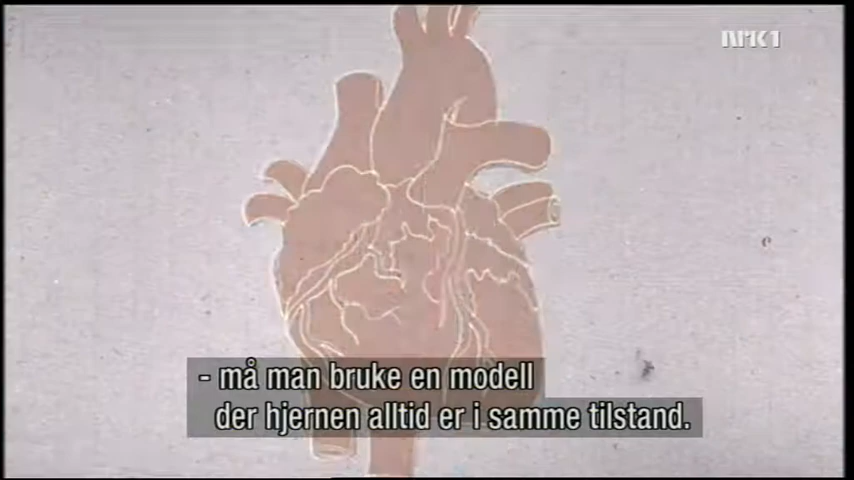 NRK1
- må man bruke en modell
der hjernen alltid er i samme tilstand.